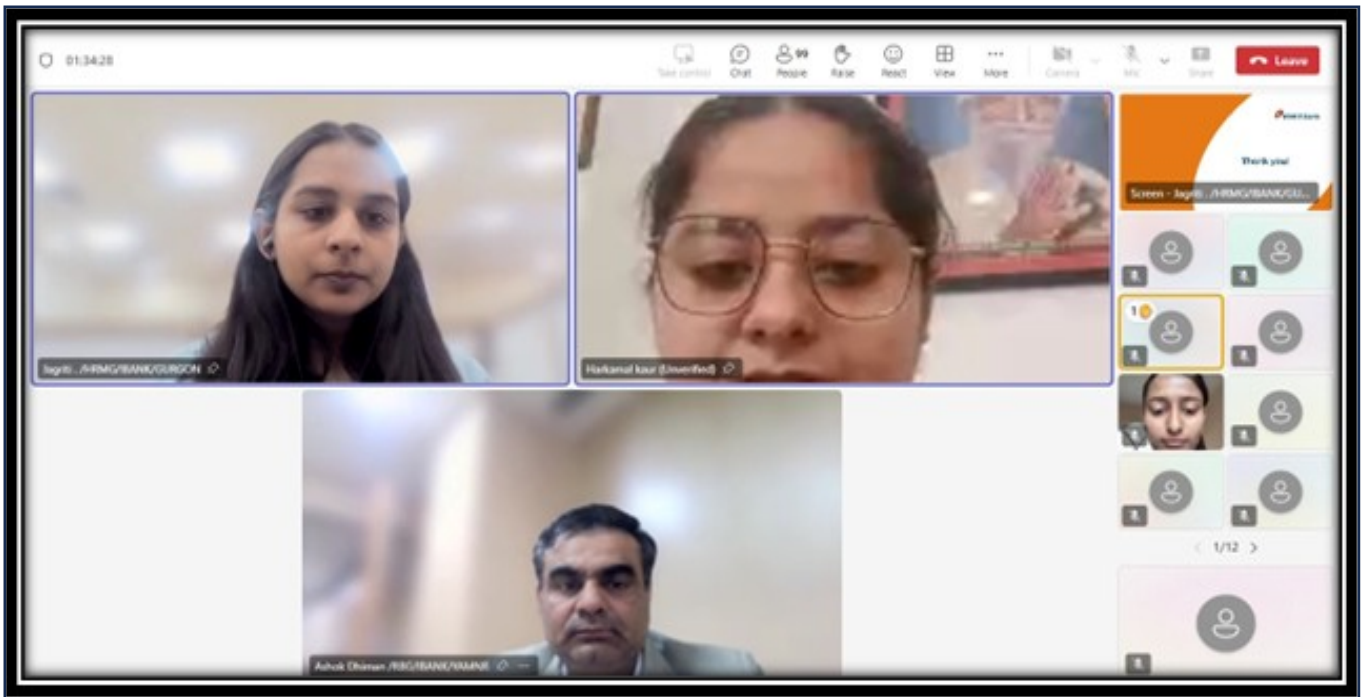 01:34:28
Take control
Chat
People
99
Raise
React
View
More
Camera
Mic
Share
Leave
Jagriti . /HRMG/IBANK/GURGON
Harkamal kaur (Unverified)
Ashok Dhiman /RBG/IBANK/YAMNR
Thank you!
Screen - Jagriti . /HRMG/IBANK/GU...
1
1/12